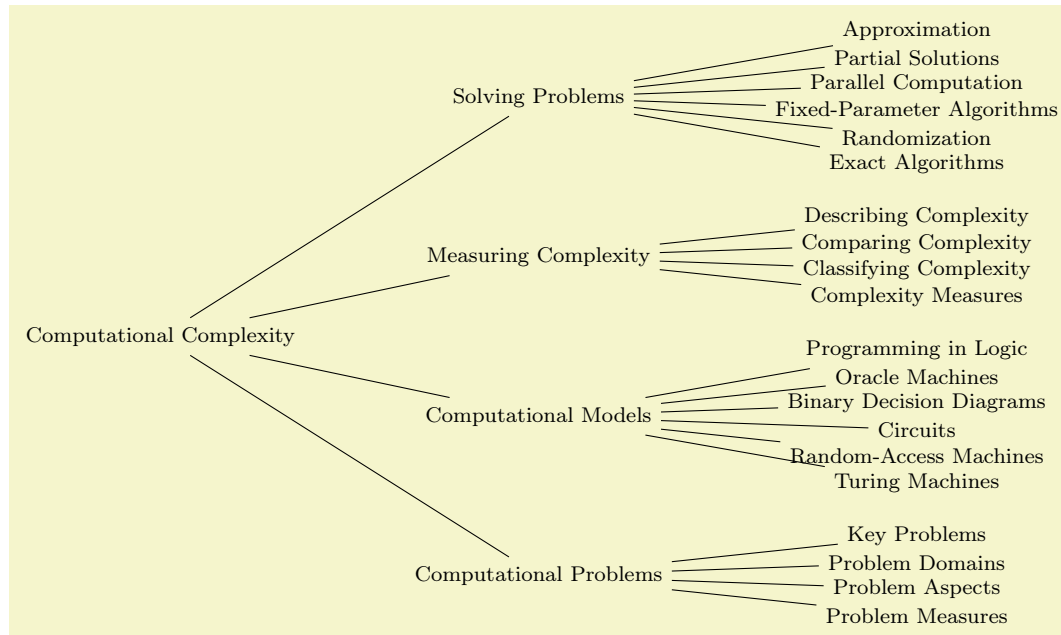 Computational Complexity
Solving Problems
Approximation
Partial Solutions
Parallel Computation
Fixed-Parameter Algorithms
Randomization
Exact Algorithms
Measuring Complexity
Describing Complexity
Comparing Complexity
Classifying Complexity
Complexity Measures
Computational Models
Programming in Logic
Oracle Machines
Binary Decision Diagrams
Circuits
Random-Access Machines
Turing Machines
Computational Problems
Key Problems
Problem Domains
Problem Aspects
Problem Measures